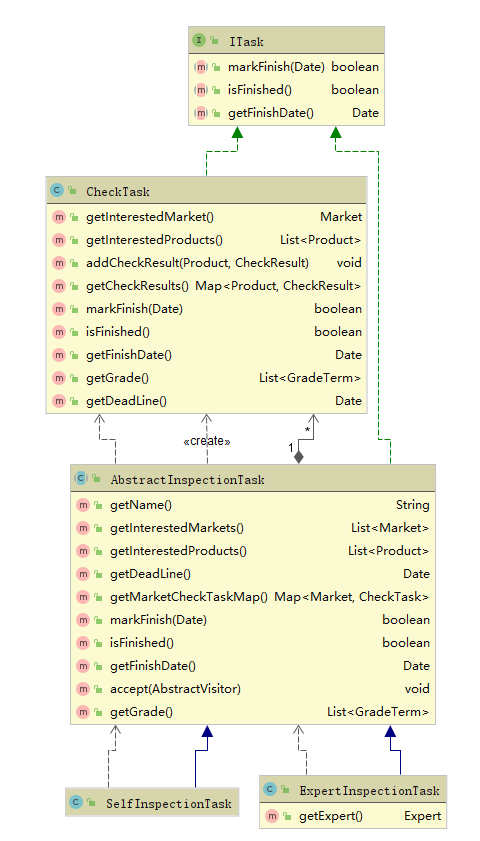 I ITask
m markFinish(Date) boolean
m isFinished() boolean
m getFinishDate() Date
C CheckTask
m getInterestedMarket() Market
m getInterestedProducts() List<Product>
m addCheckResult(Product, CheckResult) void
m getCheckResults() Map<Product, CheckResult>
m markFinish(Date) boolean
m isFinished() boolean
m getFinishDate() Date
m getGrade() List<GradeTerm>
m getDeadLine() Date
*
«create»
1
C AbstractInspectionTask
m getName() String
m getInterestedMarkets() List<Market>
m getInterestedProducts() List<Product>
m getDeadLine() Date
m getMarketCheckTaskMap() Map<Market, CheckTask>
m markFinish(Date) boolean
m isFinished() boolean
m getFinishDate() Date
m accept(AbstractVisitor) void
m getGrade() List<GradeTerm>
C SelfInspectionTask
C ExpertInspectionTask
m getExpert() Expert